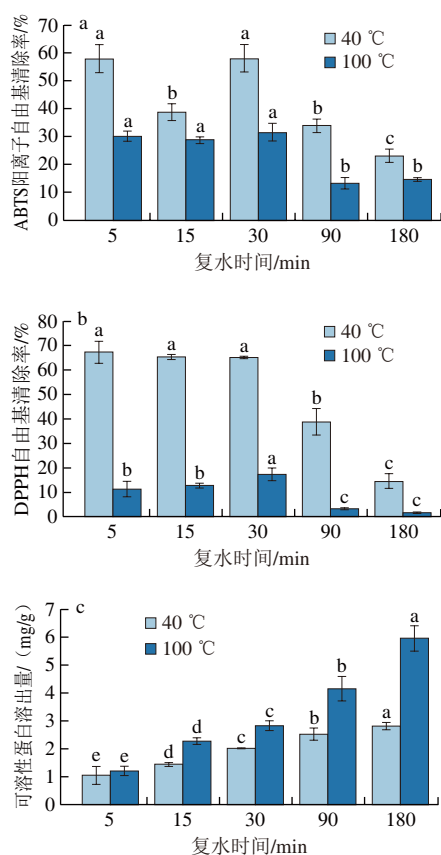 a
ABTS阳离子自由基清除率/%
70
60
50
40
30
20
10
0
40 ℃
100 ℃
a a b a a a b b c b
5 15 30 90 180
复水时间/min
b
DPPH自由基清除率/%
80
70
60
50
40
30
20
10
0
40 ℃
100 ℃
a b a b a a b c c c
5 15 30 90 180
复水时间/min
c
可溶性蛋白溶出量/（mg/g）
7
6
5
4
3
2
1
0
40 ℃
100 ℃
e e d d c c b b a a
5 15 30 90 180
复水时间/min